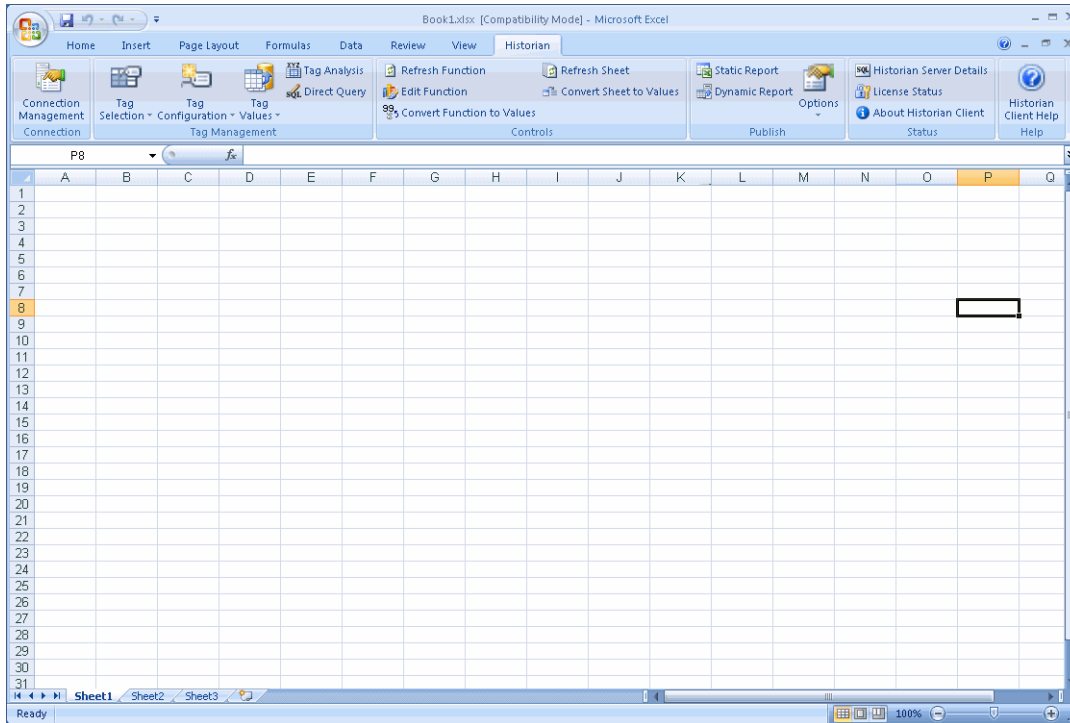 Book1.xlsx [Compatibility Mode] - Microsoft Excel
Home Insert Page Layout Formulas Data Review View Historian
Connection Management
Connection
Tag Selection
Tag Configuration
Tag Values
XYZ Tag Analysis
SQL Direct Query
Tag Management
Refresh Function
Edit Function
99 Convert Function to Values
Refresh Sheet
Convert Sheet to Values
Controls
Static Report
Dynamic Report
Options
Publish
SQL Historian Server Details
License Status
About Historian Client
Status
Historian Client Help
Help
P8 fx
A B C D E F G H I J K L M N O P Q
1
2
3
4
5
6
7
8
9
10
11
12
13
14
15
16
17
18
19
20
21
22
23
24
25
26
27
28
29
30
31
Sheet1 Sheet2 Sheet3
Ready 100%